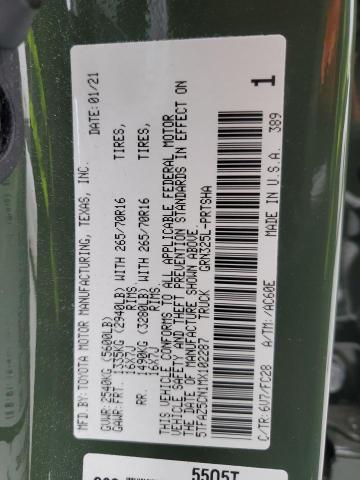 MFD.BY: TOYOTA MOTOR MANUFACTURING, TEXAS, INC.
DATE: 01/21
GVWR: 2540KG (5600LB)
GAWR: FRT. 1335KG (2940LB) WITH 265/70R16 TIRES,
16X7J RIMS,
RR. 1490KG (3280LB) WITH 265/70R16 TIRES,
16X7J RIMS
THIS VEHICLE CONFORMS TO ALL APPLICABLE FEDERAL MOTOR
VEHICLE SAFETY AND THEFT PREVENTION STANDARDS IN EFFECT ON
THE DATE OF MANUFACTURE SHOWN ABOVE.
5TFAZ5CN1MX102287 TRUCK GRN325L-PRTSHA
1
C/TR: 6V7/FC28 A/TM: /AC60E MADE IN U.S.A. 389
550ST